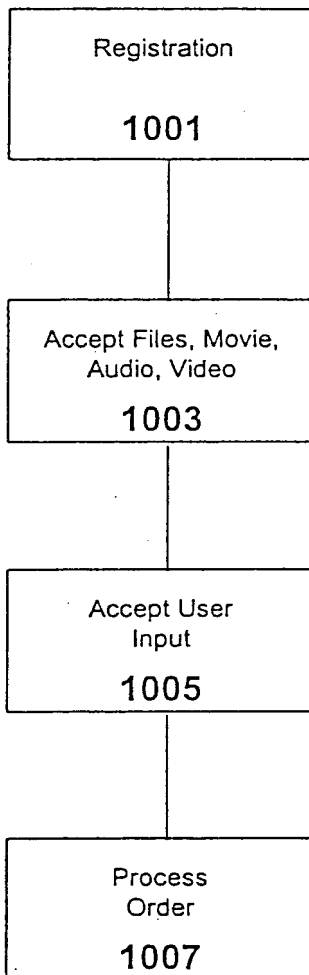 Registration
1001
Accept Files, Movie,
Audio, Video
1003
Accept User
Input
1005
Process
Order
1007